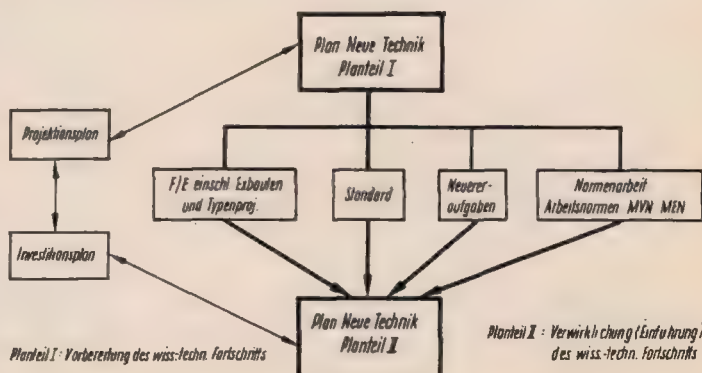 Plan Neue Technik
Planteil I
Projektionsplan
F/E einschl Exbauten
und Typenproj.
Standard
Neuerer-
aufgaben
Normenarbeit
Arbeitsnormen MVN MEN
Investitionsplan
Plan Neue Technik
Planteil II
Planteil I : Vorbereitung des wiss.-techn. Fortschritts
Planteil II : Verwirklichung (Einführung)
des wiss.-techn. Fortschritts